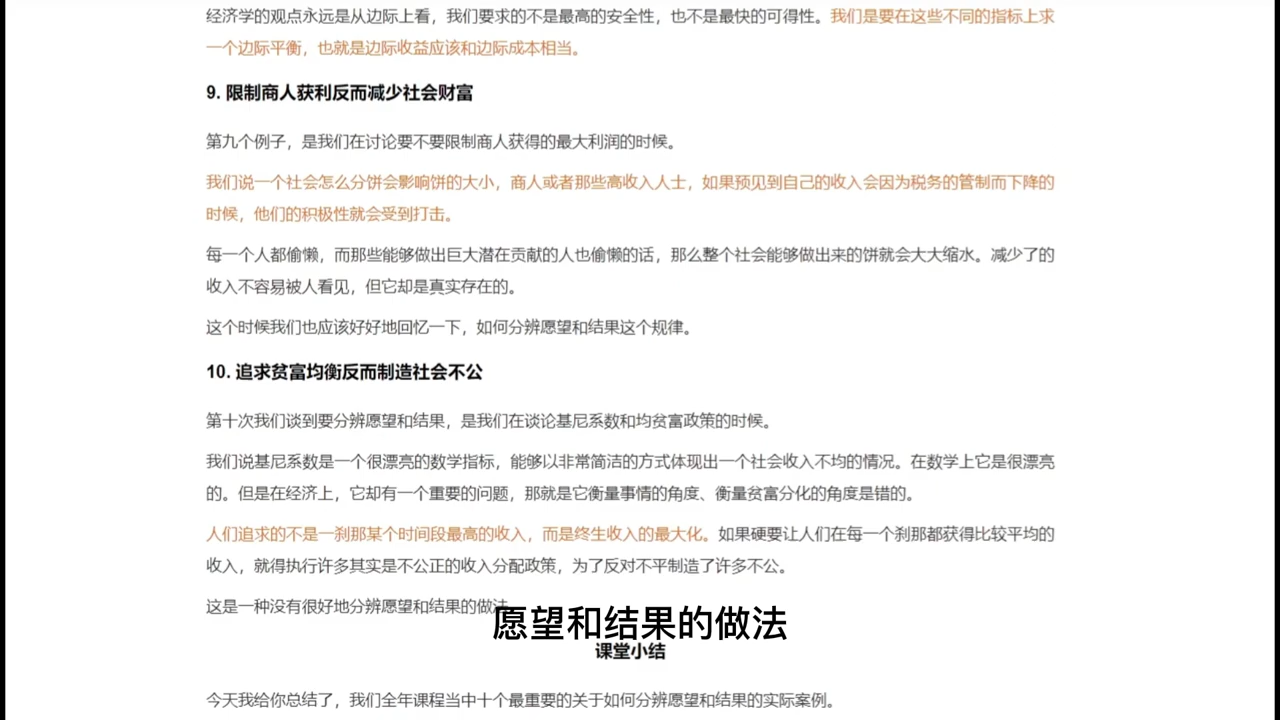 经济学的观点永远是从边际上看，我们要求的不是最高的安全性，也不是最快的可得性。我们是要在这些不同的指标上求
一个边际平衡，也就是边际收益应该和边际成本相当。
9. 限制商人获利反而减少社会财富
第九个例子，是我们在讨论要不要限制商人获得的最大利润的时候。
我们说一个社会怎么分饼会影响饼的大小，商人或者那些高收入人士，如果预见到自己的收入会因为税务的管制而下降的
时候，他们的积极性就会受到打击。
每一个人都偷懒，而那些能够做出巨大潜在贡献的人也偷懒的话，那么整个社会能够做出来的饼就会大大缩水。减少了的
收入不容易被人看见，但它却是真实存在的。
这个时候我们也应该好好地回忆一下，如何分辨愿望和结果这个规律。
10. 追求贫富均衡反而制造社会不公
第十次我们谈到要分辨愿望和结果，是我们在谈论基尼系数和均贫富政策的时候。
我们说基尼系数是一个很漂亮的数学指标，能够以非常简洁的方式体现出一个社会收入不均的情况。在数学上它是很漂亮
的。但是在经济上，它却有一个重要的问题，那就是它衡量事情的角度、衡量贫富分化的角度是错的。
人们追求的不是一刹那某个时间段最高的收入，而是终生收入的最大化。如果硬要让人们在每一个刹那都获得比较平均的
收入，就得执行许多其实是不公正的收入分配政策，为了反对不平制造了许多不公。
这是一种没有很好地分辨愿望和结果的做法
愿望和结果的做法
课堂小结
今天我给你总结了，我们全年课程当中十个最重要的关于如何分辨愿望和结果的实际案例。